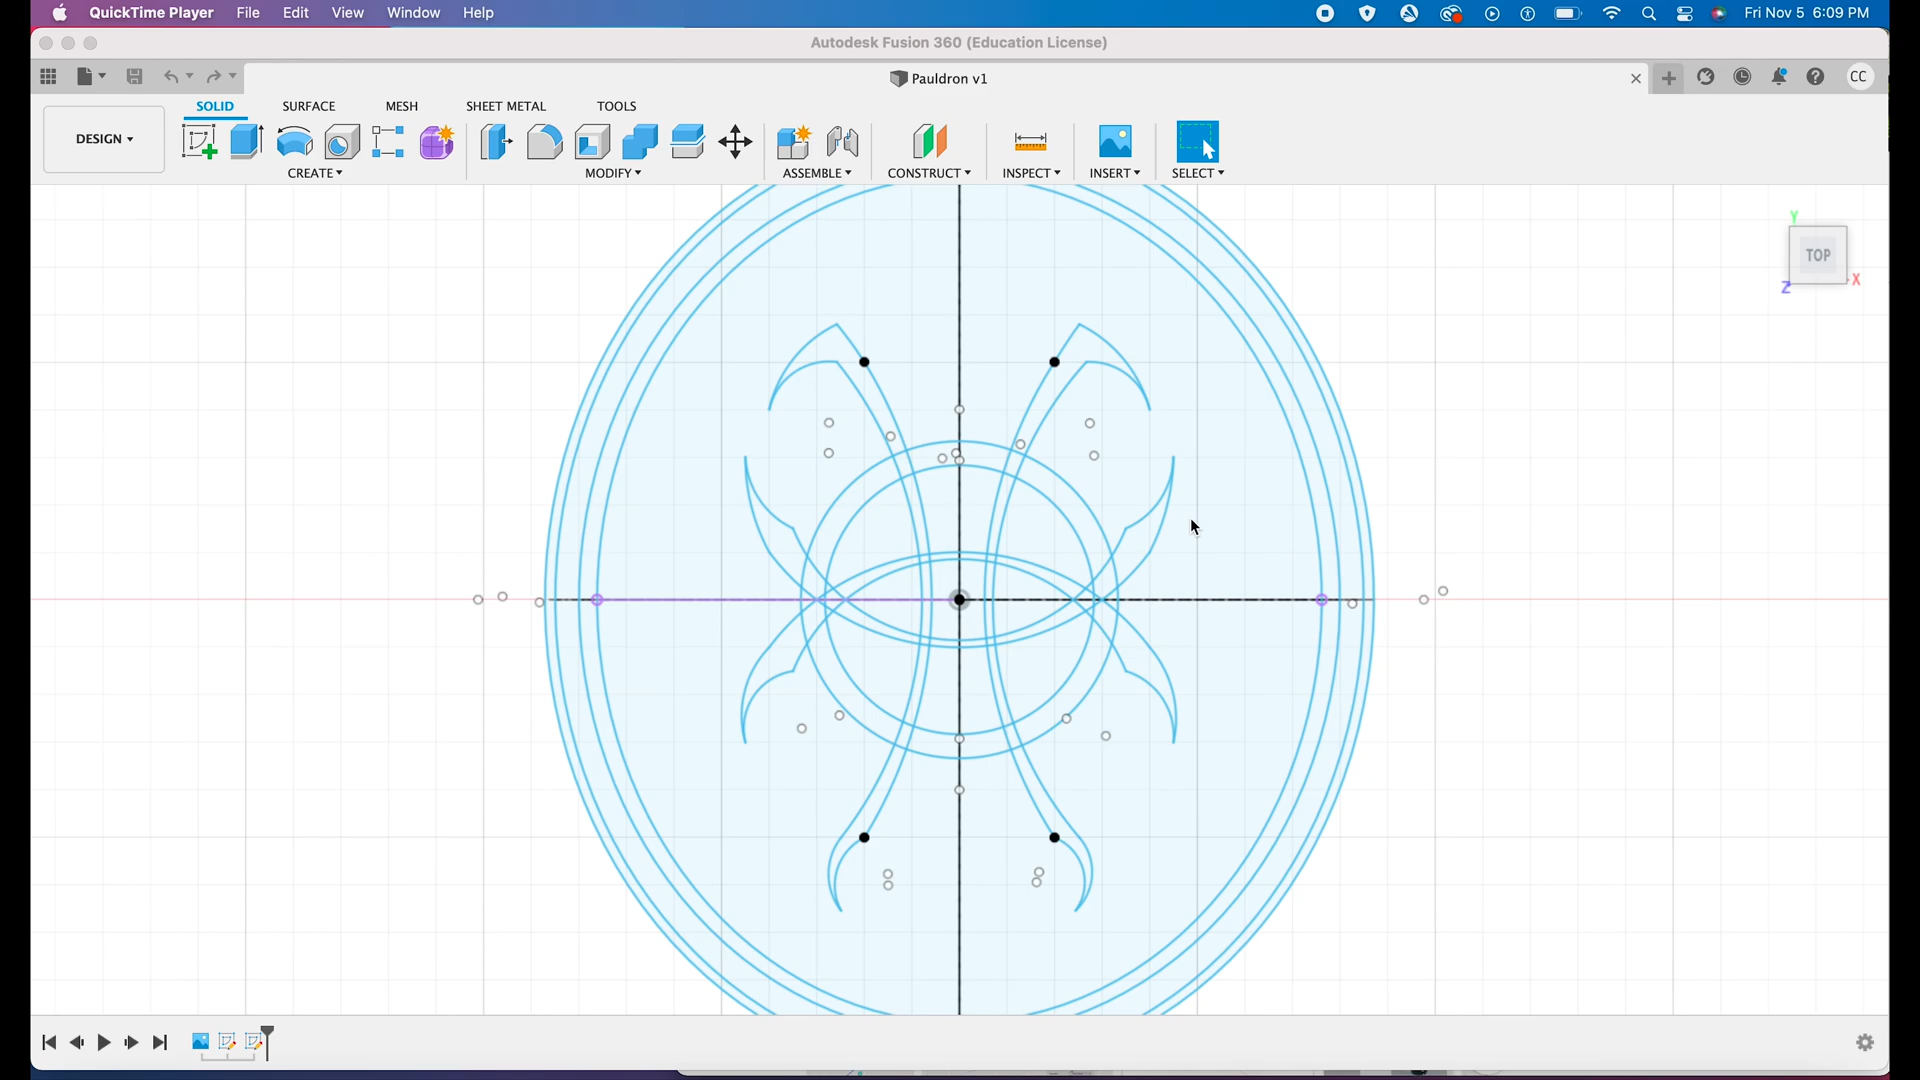 QuickTime Player File Edit View Window Help Fri Nov 5 6:09 PM
Autodesk Fusion 360 (Education License)
Pauldron v1
CC
SOLID SURFACE MESH SHEET METAL TOOLS
DESIGN
CREATE MODIFY ASSEMBLE CONSTRUCT INSPECT INSERT SELECT
Y
TOP
X
Z